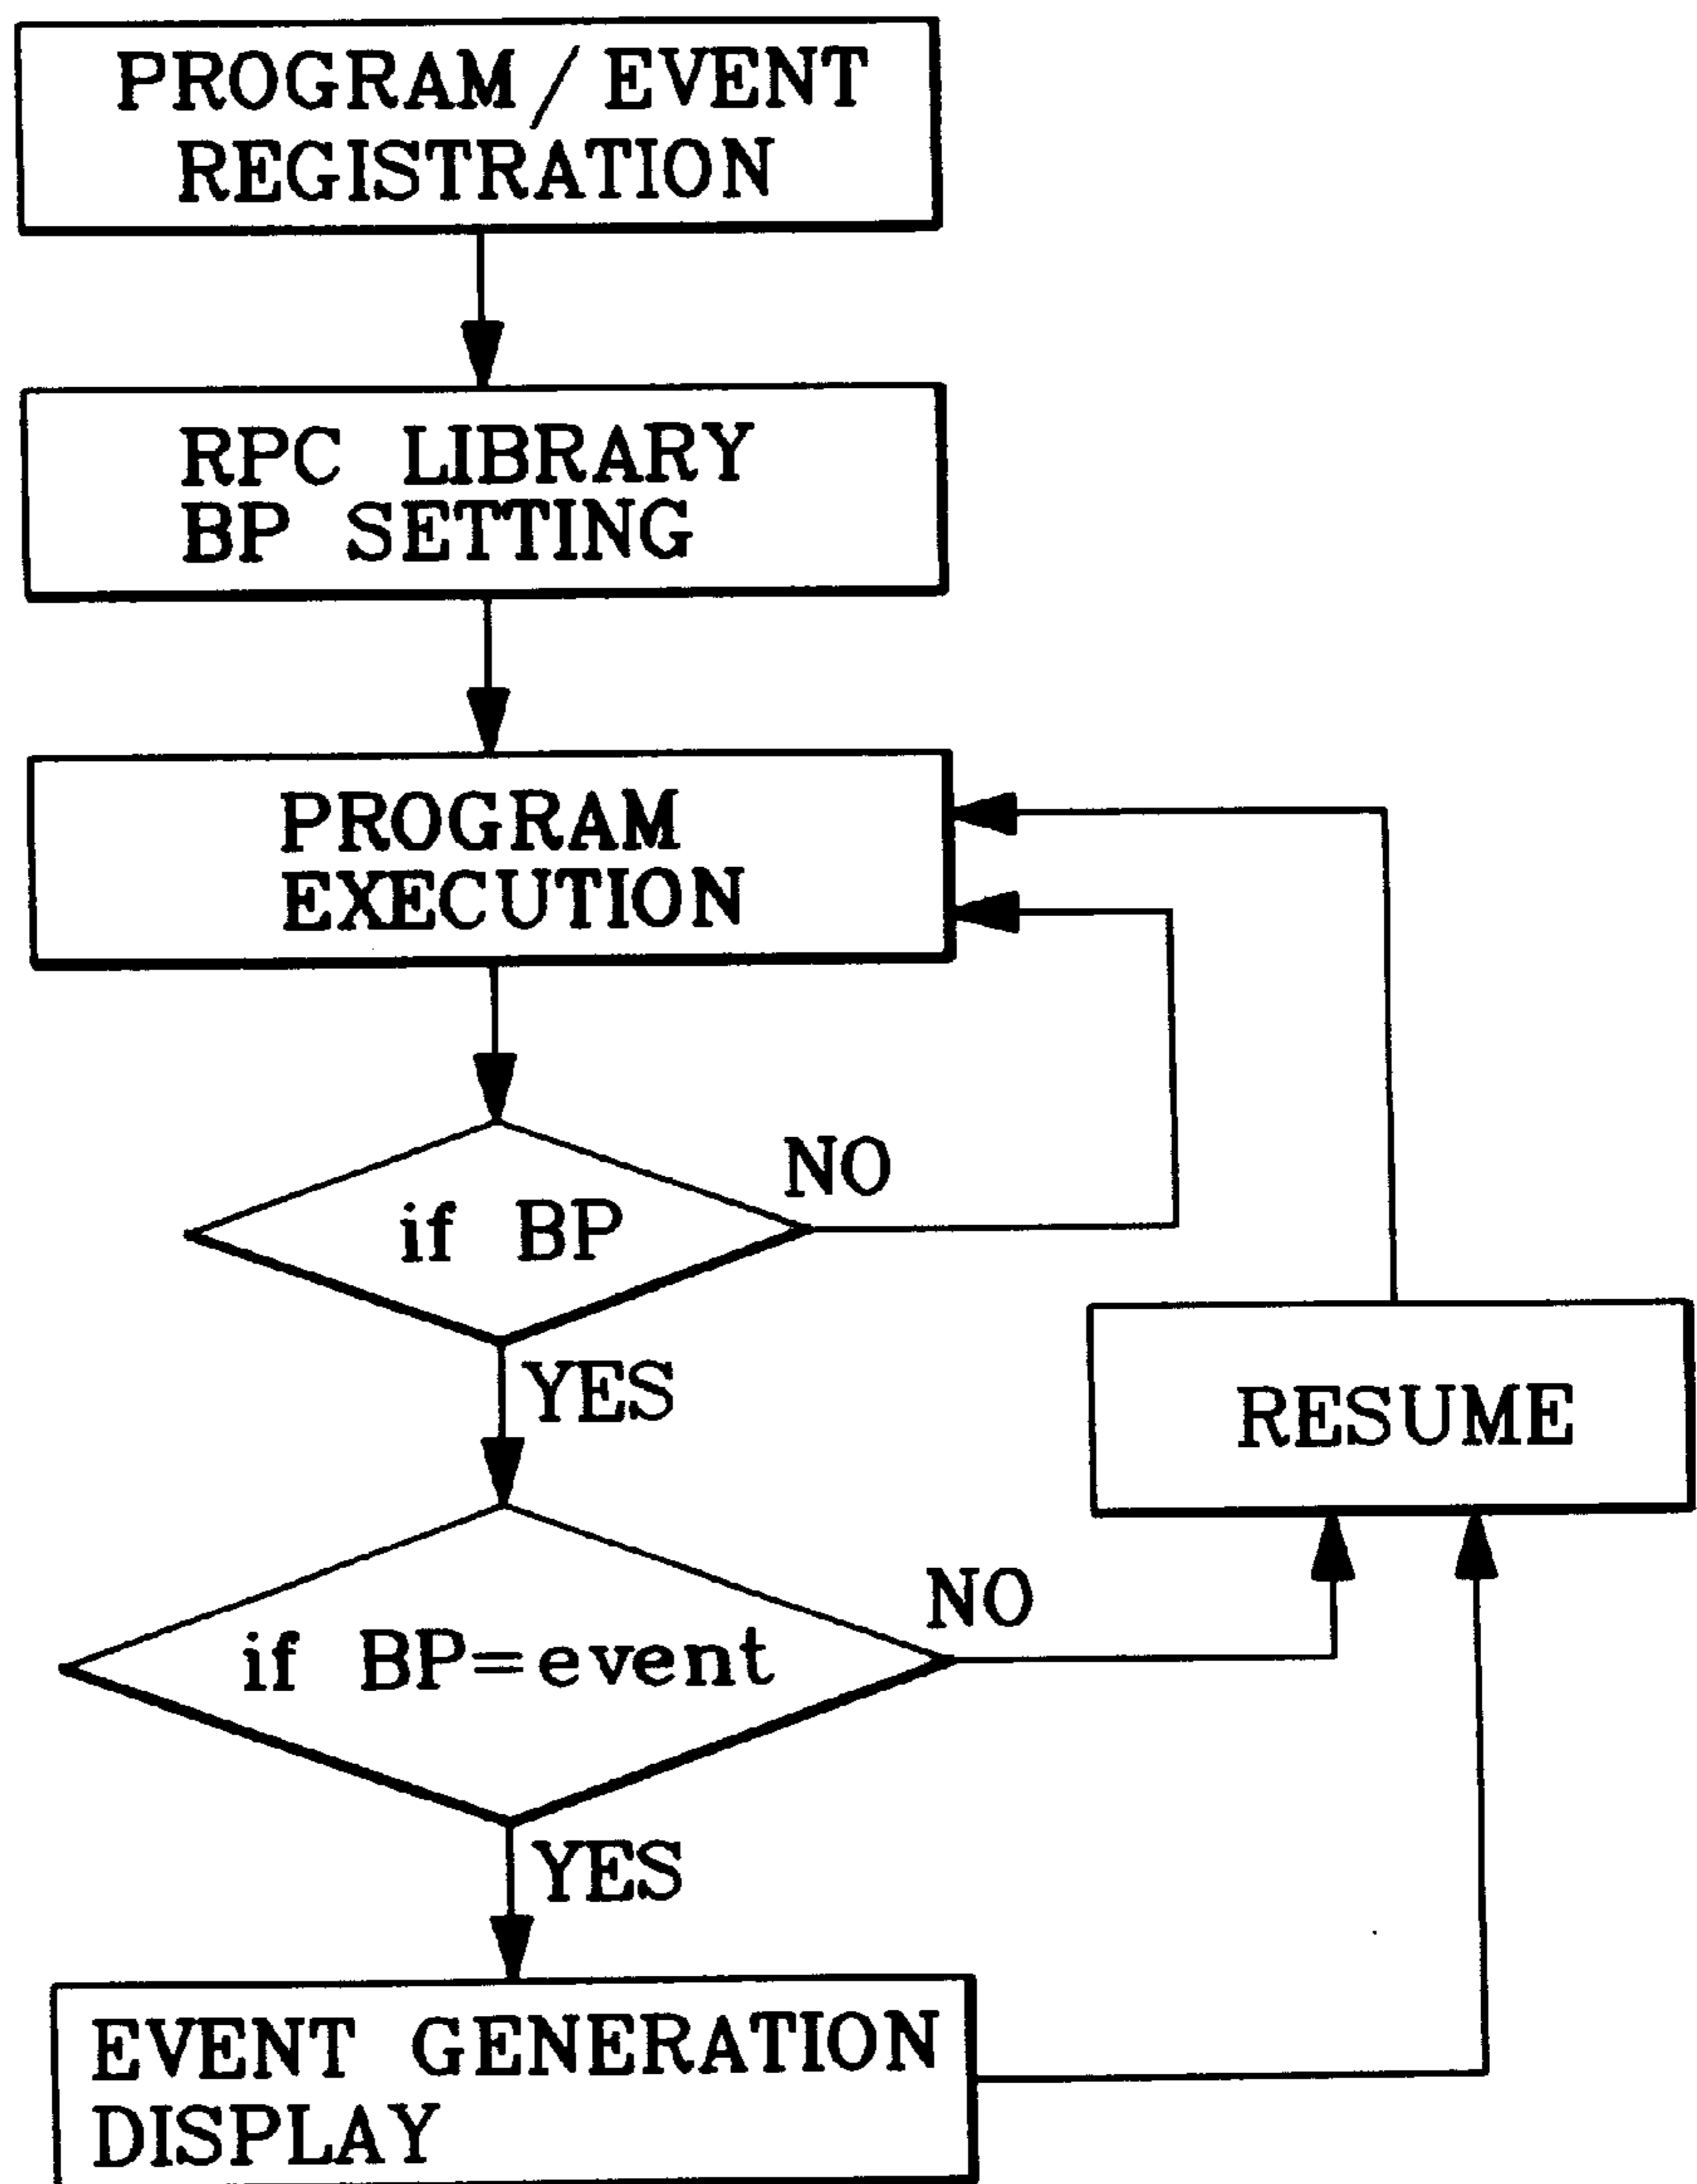 PROGRAM/EVENT
REGISTRATION
RPC LIBRARY
BP SETTING
PROGRAM
EXECUTION
if BP
NO
YES
RESUME
if BP=event
NO
YES
EVENT GENERATION
DISPLAY